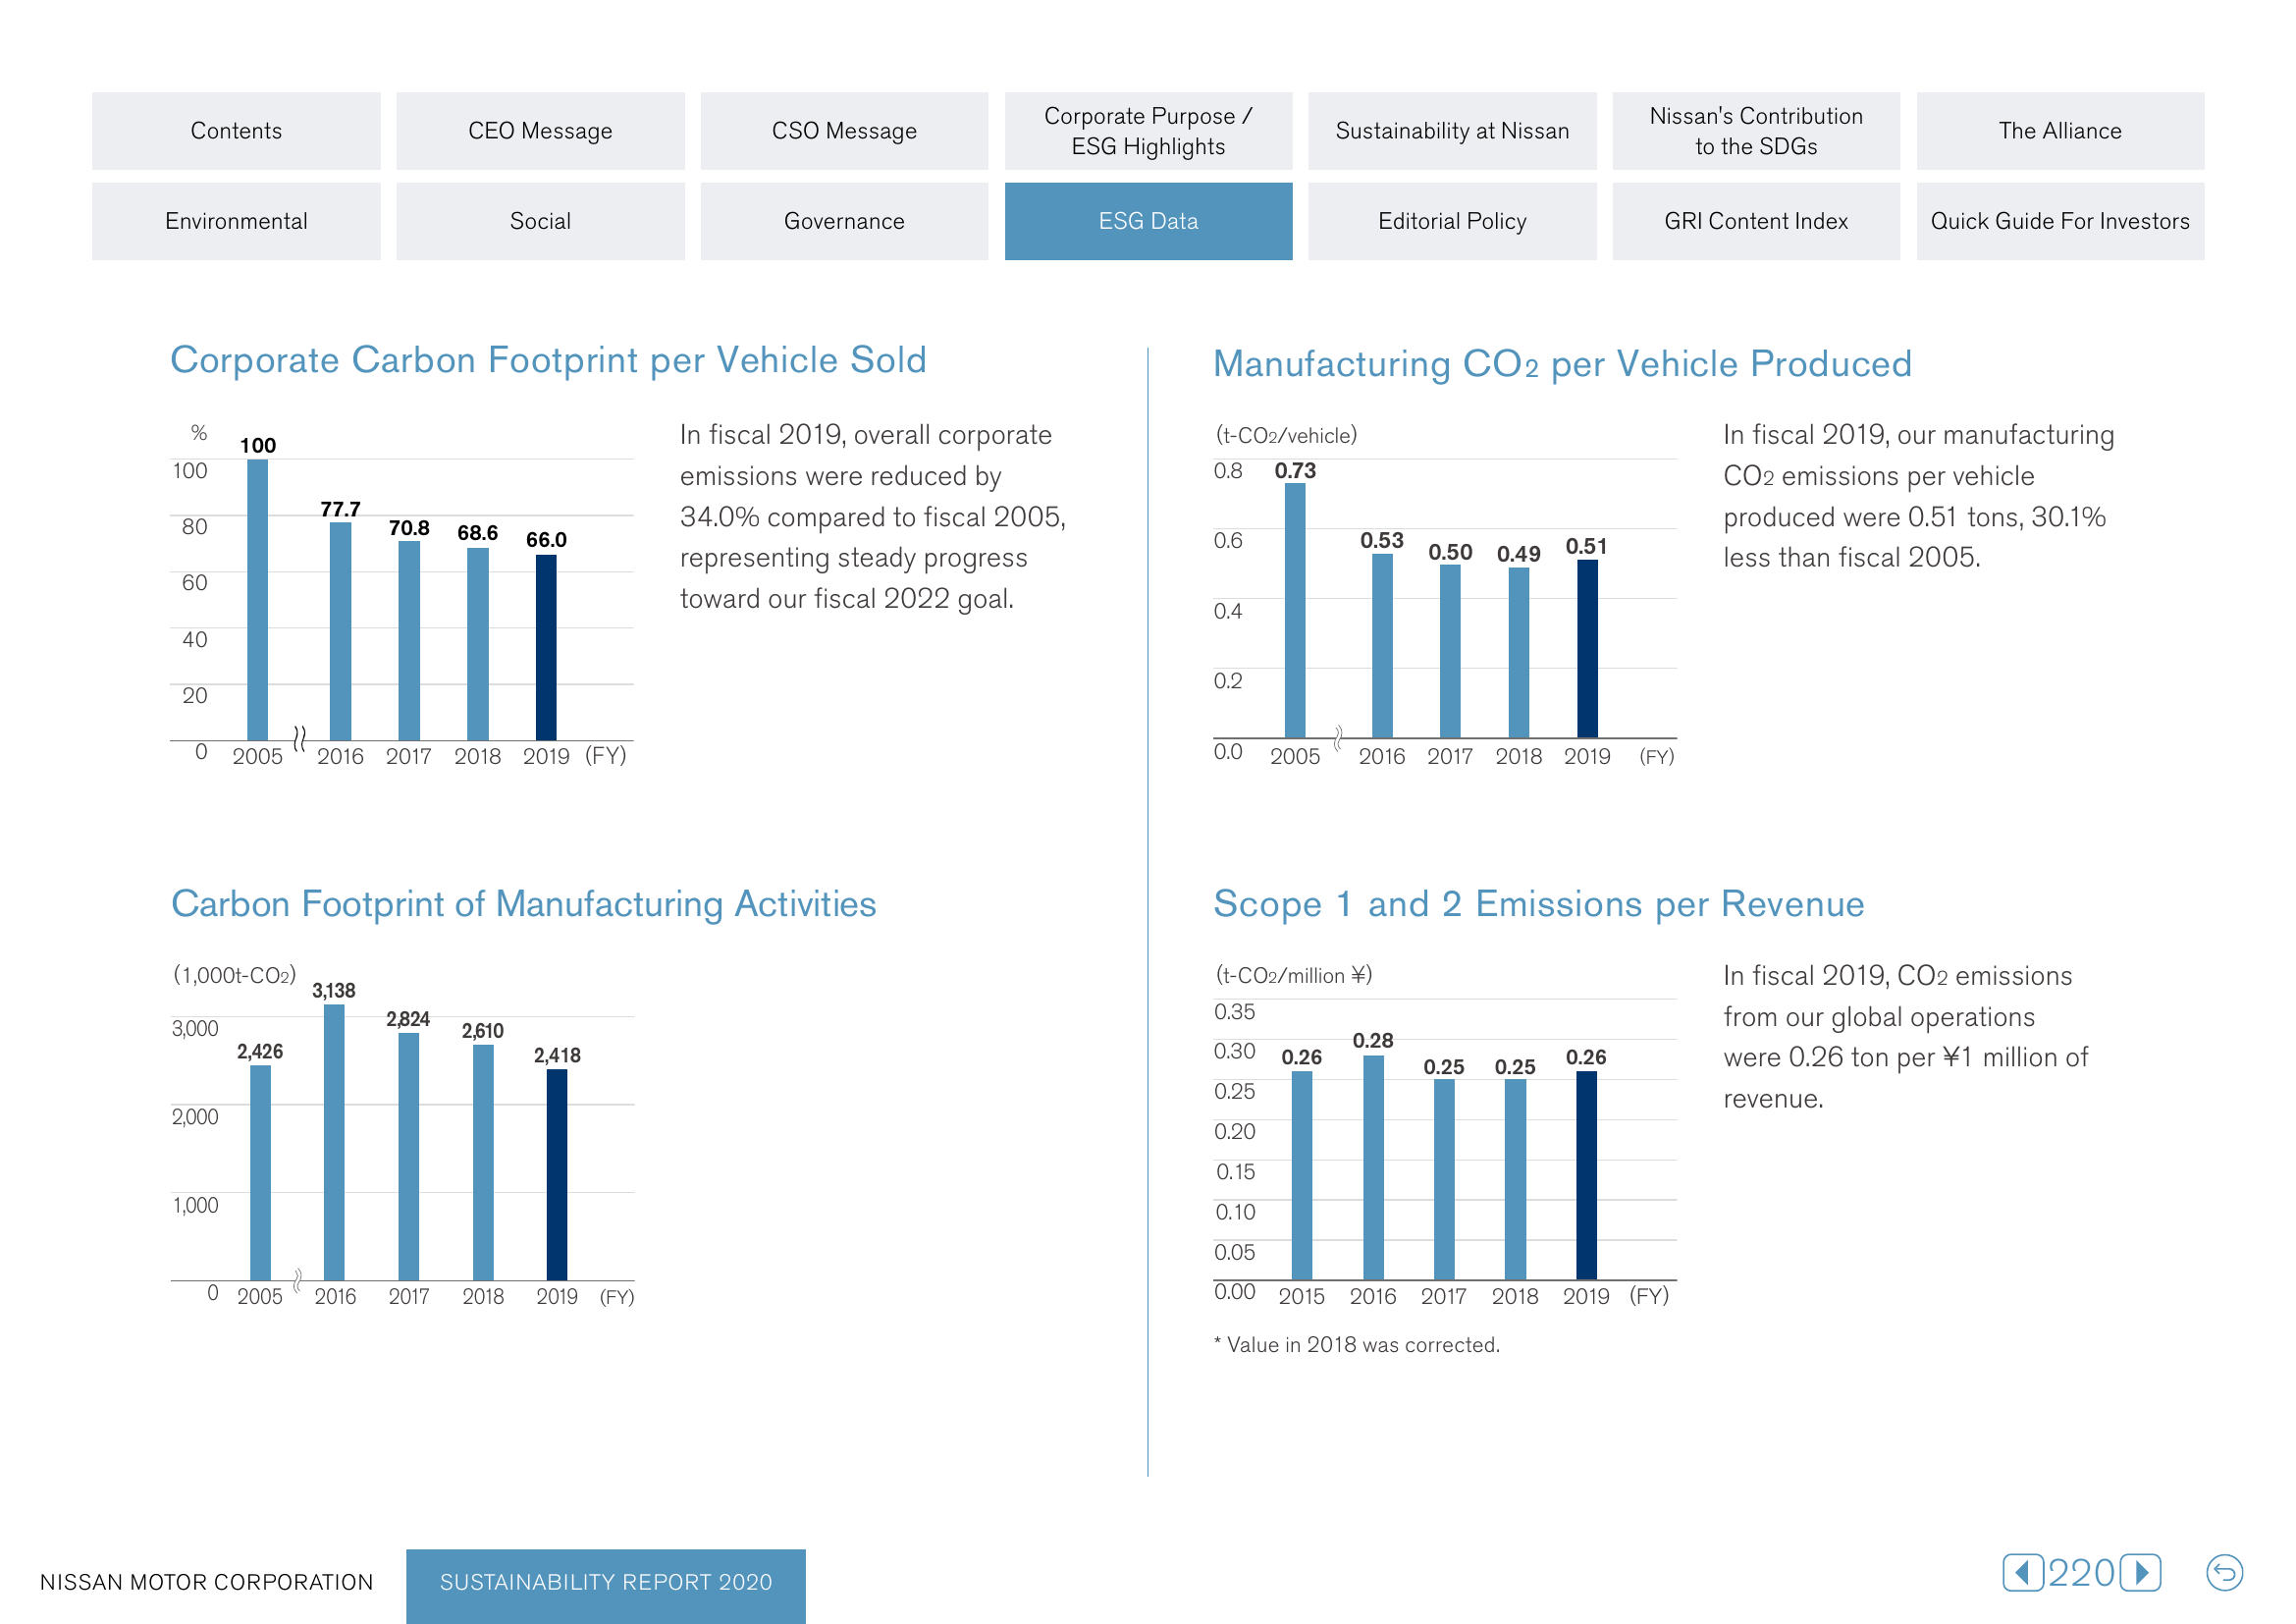 Contents
CEO Message
CSO Message
Corporate Purpose /
ESG Highlights
Sustainability at Nissan
Nissan's Contribution
to the SDGs
The Alliance
Environmental
Social
Governance
ESG Data
Editorial Policy
GRI Content Index
Quick Guide For Investors
Corporate Carbon Footprint per Vehicle Sold
%
100
80
60
40
20
0
100
77.7
70.8
68.6
66.0
2005 2016 2017 2018 2019 (FY)
In fiscal 2019, overall corporate
emissions were reduced by
34.0% compared to fiscal 2005,
representing steady progress
toward our fiscal 2022 goal.
Carbon Footprint of Manufacturing Activities
(1,000t-CO2)
3,000
2,000
1,000
0
2,426
3,138
2,824
2,610
2,418
2005 2016 2017 2018 2019 (FY)
Manufacturing CO2 per Vehicle Produced
(t-CO2/vehicle)
0.8
0.6
0.4
0.2
0.0
0.73
0.53
0.50
0.49
0.51
2005 2016 2017 2018 2019 (FY)
In fiscal 2019, our manufacturing
CO2 emissions per vehicle
produced were 0.51 tons, 30.1%
less than fiscal 2005.
Scope 1 and 2 Emissions per Revenue
(t-CO2/million ¥)
0.35
0.30
0.25
0.20
0.15
0.10
0.05
0.00
0.26
0.28
0.25
0.25
0.26
2015 2016 2017 2018 2019 (FY)
* Value in 2018 was corrected.
In fiscal 2019, CO2 emissions
from our global operations
were 0.26 ton per ¥1 million of
revenue.
NISSAN MOTOR CORPORATION
SUSTAINABILITY REPORT 2020
220